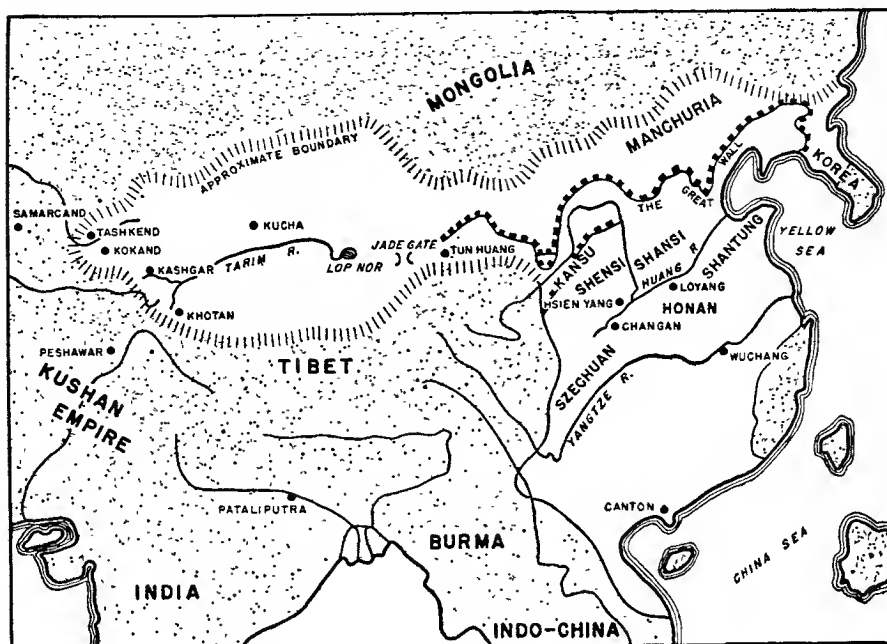 MONGOLIA
MANCHURIA
APPROXIMATE BOUNDARY
THE GREAT WALL
KOREA
SAMARCAND
TASHKEND
KOKAND
KUCHA
KASHGAR
TARIM R.
LOP NOR
JADE GATE
TUN HUANG
KANSU
SHENSI
SHANSI
HUANG R.
SHANTUNG
YELLOW
SEA
KHOTAN
HSIEN YANG
LOYANG
HONAN
CHANGAN
PESHAWAR
TIBET.
KUSHAN
EMPIRE
SZECHUAN
YANGTZE R.
WUCHANG
PATALIPUTRA
CANTON
BURMA
CHINA SEA
INDIA
INDO-CHINA